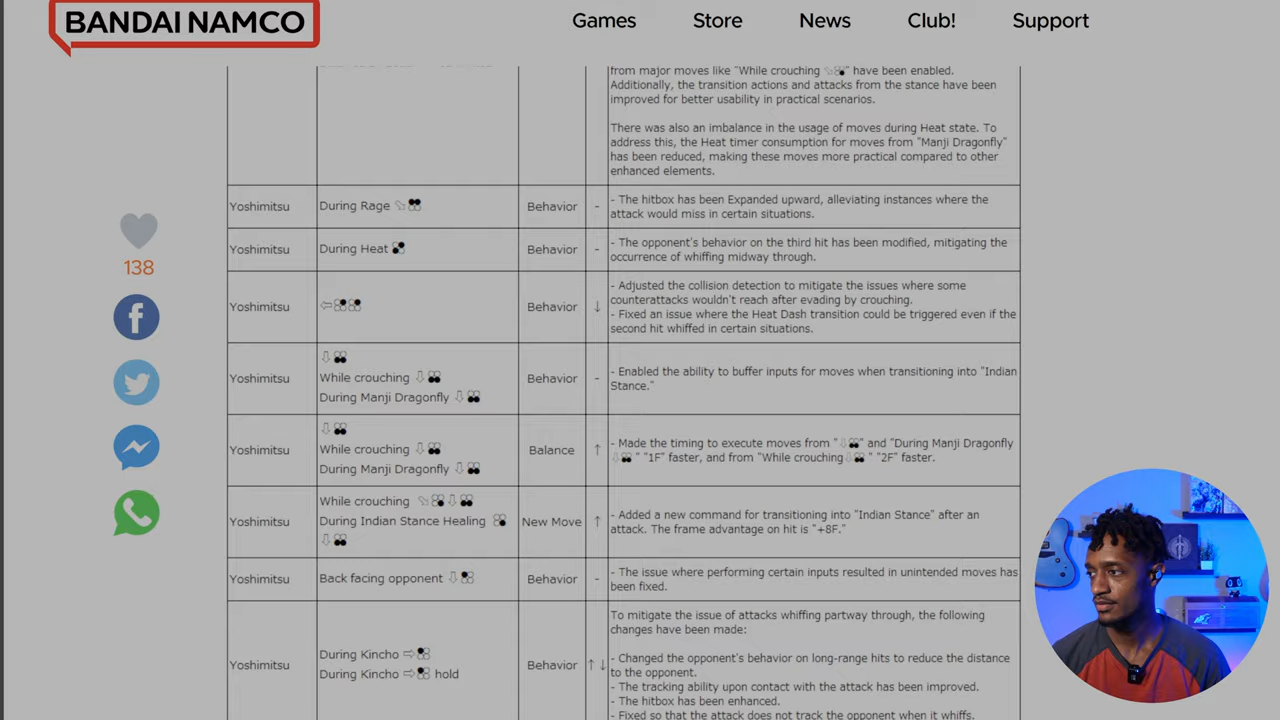 BANDAI NAMCO
Games
Store
News
Club!
Support
138
from major moves like "While crouching " have been enabled.
Additionally, the transition actions and attacks from the stance have been
improved for better usability in practical scenarios.
There was also an imbalance in the usage of moves during Heat state. To
address this, the Heat timer consumption for moves from "Manji Dragonfly"
has been reduced, making these moves more practical compared to other
enhanced elements.
Yoshimitsu
During Rage
Behavior
-
- The hitbox has been Expanded upward, alleviating instances where the
attack would miss in certain situations.
Yoshimitsu
During Heat
Behavior
-
- The opponent's behavior on the third hit has been modified, mitigating the
occurrence of whiffing midway through.
Yoshimitsu
⇦
Behavior
↓
- Adjusted the collision detection to mitigate the issues where some
counterattacks wouldn't reach after evading by crouching.
- Fixed an issue where the Heat Dash transition could be triggered even if the
second hit whiffed in certain situations.
Yoshimitsu
⇩
While crouching ⇩
During Manji Dragonfly ⇩
Behavior
-
- Enabled the ability to buffer inputs for moves when transitioning into "Indian
Stance."
Yoshimitsu
⇩
While crouching ⇩
During Manji Dragonfly ⇩
Balance
↑
- Made the timing to execute moves from "⇩" and "During Manji Dragonfly
⇩" "1F" faster, and from "While crouching⇩" "2F" faster.
Yoshimitsu
While crouching ⇩
During Indian Stance Healing
⇩
New Move
↑
- Added a new command for transitioning into "Indian Stance" after an
attack. The frame advantage on hit is "+8F."
Yoshimitsu
Back facing opponent ⇩
Behavior
-
- The issue where performing certain inputs resulted in unintended moves has
been fixed.
Yoshimitsu
During Kincho ⇨
During Kincho ⇨ hold
Behavior
↑↓
To mitigate the issue of attacks whiffing partway through, the following
changes have been made:
- Changed the opponent's behavior on long-range hits to reduce the distance
to the opponent.
- The tracking ability upon contact with the attack has been improved.
- The hitbox has been enhanced.
- Fixed so that the attack does not track the opponent when it whiffs.